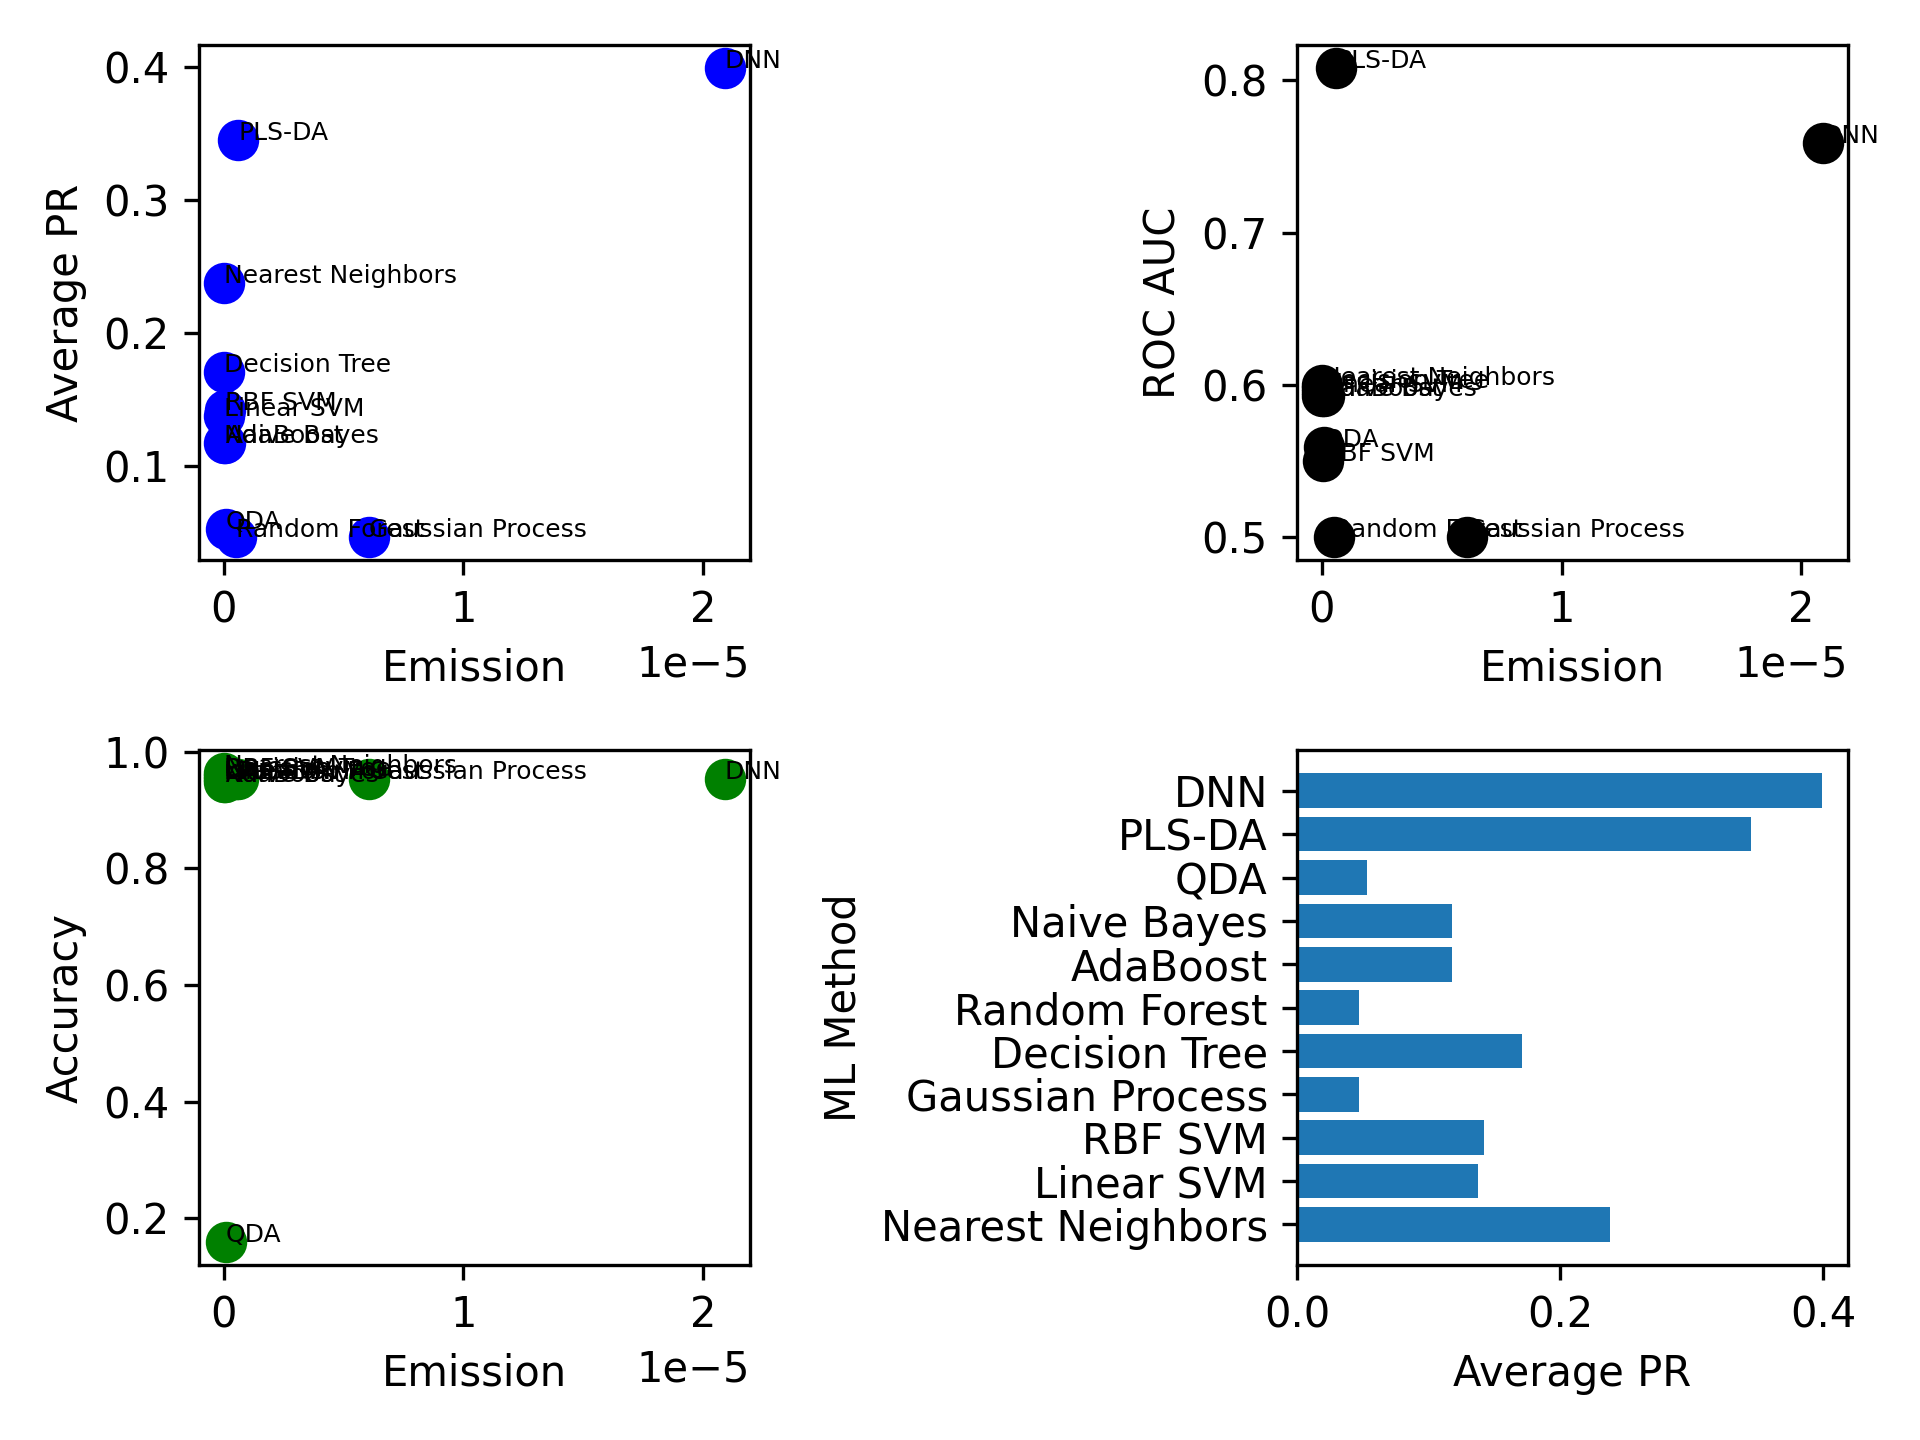 Average PR
0.4
0.3
0.2
0.1
DNN
PLS-DA
Nearest Neighbors
Decision Tree
RBF SVM
Linear SVM
AdaBoost
Naive Bayes
QDA
Random Forest
Gaussian Process
0
1
2
Emission
1e−5
ROC AUC
0.8
0.7
0.6
0.5
PLS-DA
DNN
Nearest Neighbors
QDA
RBF SVM
Random Forest
Gaussian Process
0
1
2
Emission
1e−5
Accuracy
1.0
0.8
0.6
0.4
0.2
Nearest Neighbors
Gaussian Process
DNN
Naive Bayes
QDA
0
1
2
Emission
1e−5
ML Method
DNN
PLS-DA
QDA
Naive Bayes
AdaBoost
Random Forest
Decision Tree
Gaussian Process
RBF SVM
Linear SVM
Nearest Neighbors
0.0
0.2
0.4
Average PR